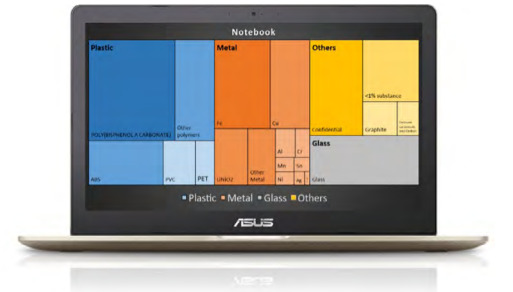 Notebook
Plastic
Metal
Others
POLY(BISPHENOL A CARBONATE)
Other
polymers
Fe
Cu
Confidential
<1% substance
Graphite
Glass
ABS
PVC
PET
Other
Metal
Al
Cr
Mn
Sn
Ni
Ag
Glass
Plastic Metal Glass Others
ASUS